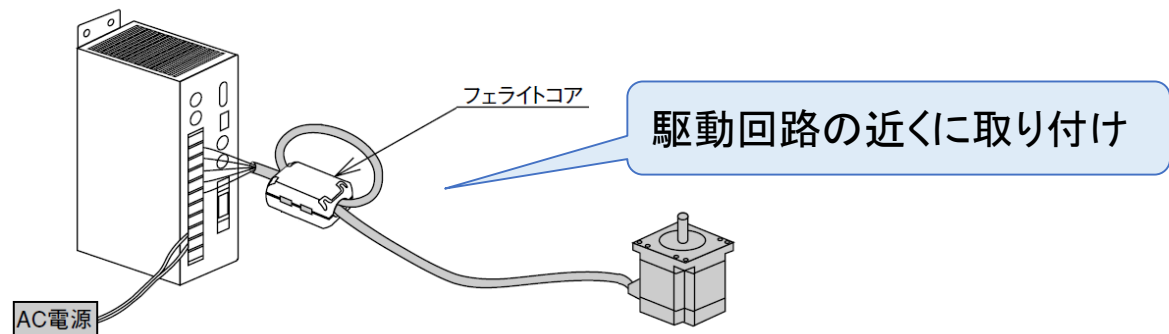 フェライトコア
駆動回路の近くに取り付け
AC電源